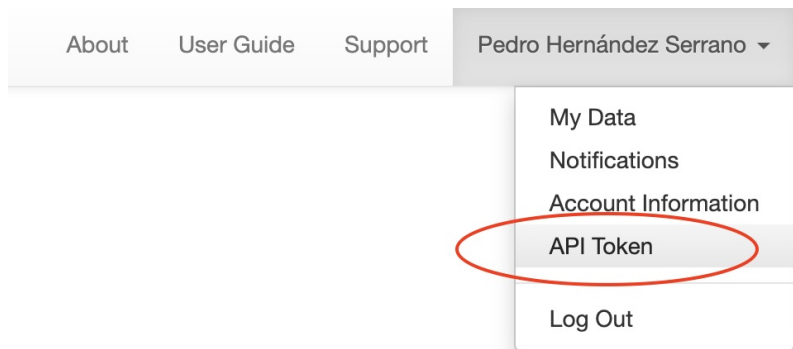 About User Guide Support Pedro Hernández Serrano
My Data
Notifications
Account Information
API Token
Log Out